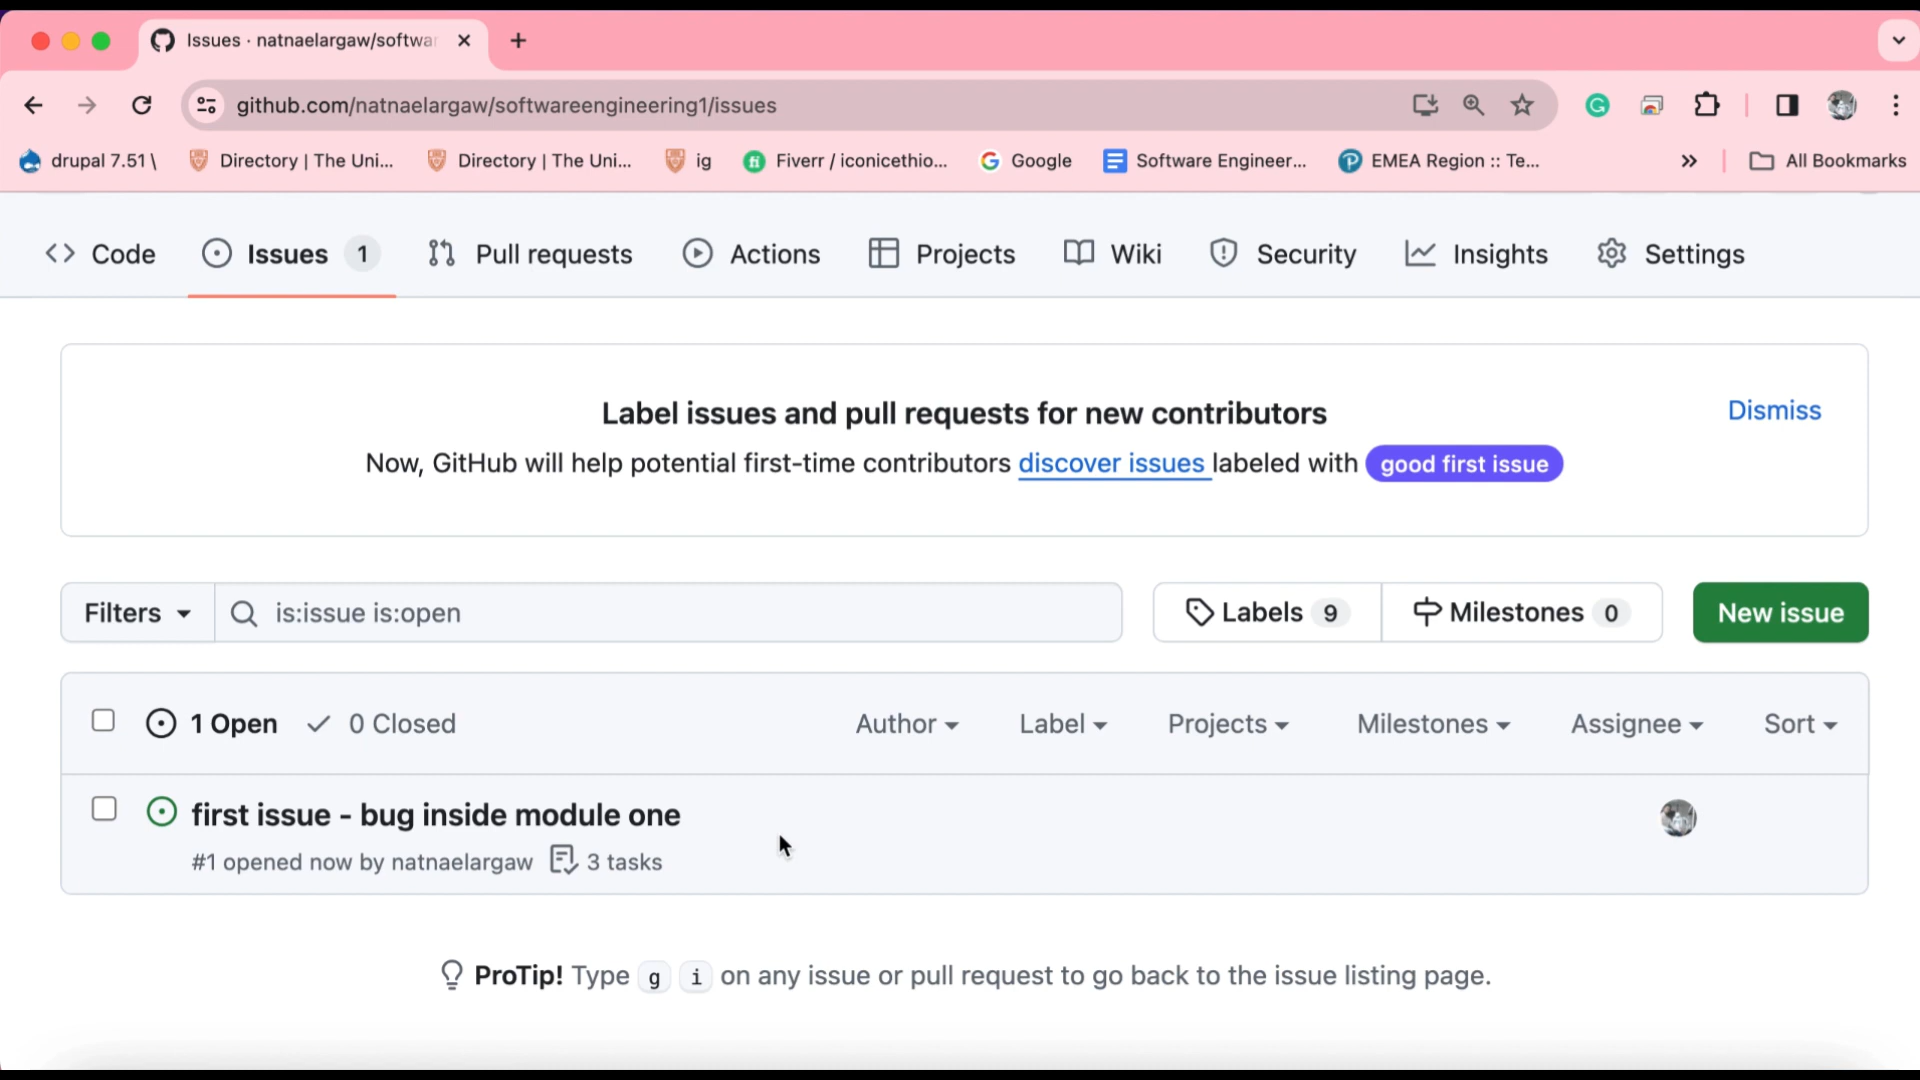 Issues · natnaelargaw/softwar
github.com/natnaelargaw/softwareengineering1/issues
drupal 7.51 \ Directory | The Uni... Directory | The Uni... ig Fiverr / iconicethio... Google Software Engineer... EMEA Region :: Te... » All Bookmarks
Code Issues 1 Pull requests Actions Projects Wiki Security Insights Settings
Label issues and pull requests for new contributors
Dismiss
Now, GitHub will help potential first-time contributors discover issues labeled with good first issue
Filters is:issue is:open Labels 9 Milestones 0 New issue
1 Open 0 Closed Author Label Projects Milestones Assignee Sort
first issue - bug inside module one
#1 opened now by natnaelargaw 3 tasks
ProTip! Type g i on any issue or pull request to go back to the issue listing page.